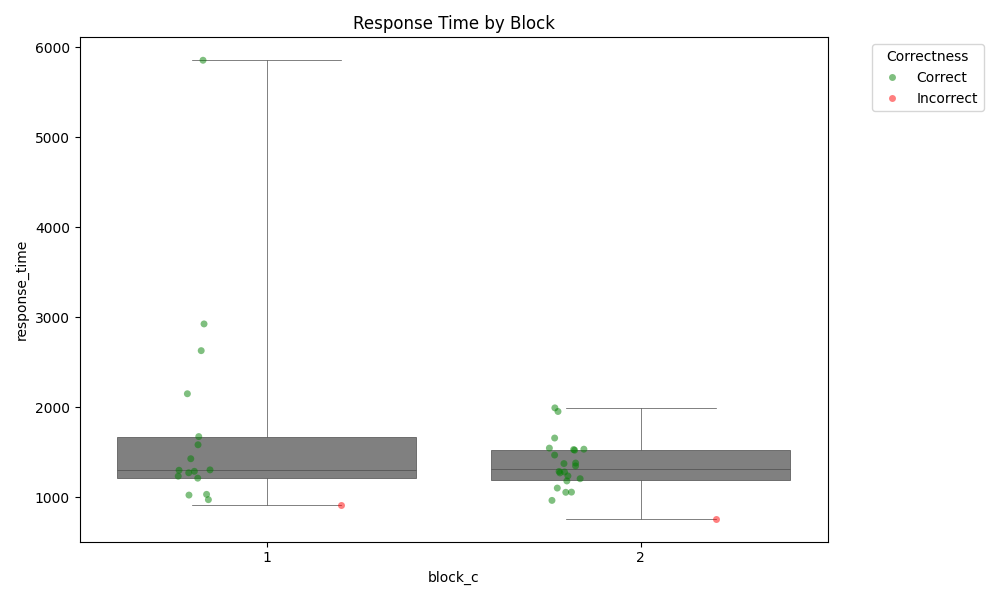 Response Time by Block
Correctness
Correct
Incorrect
response_time
6000
5000
4000
3000
2000
1000
1
2
block_c